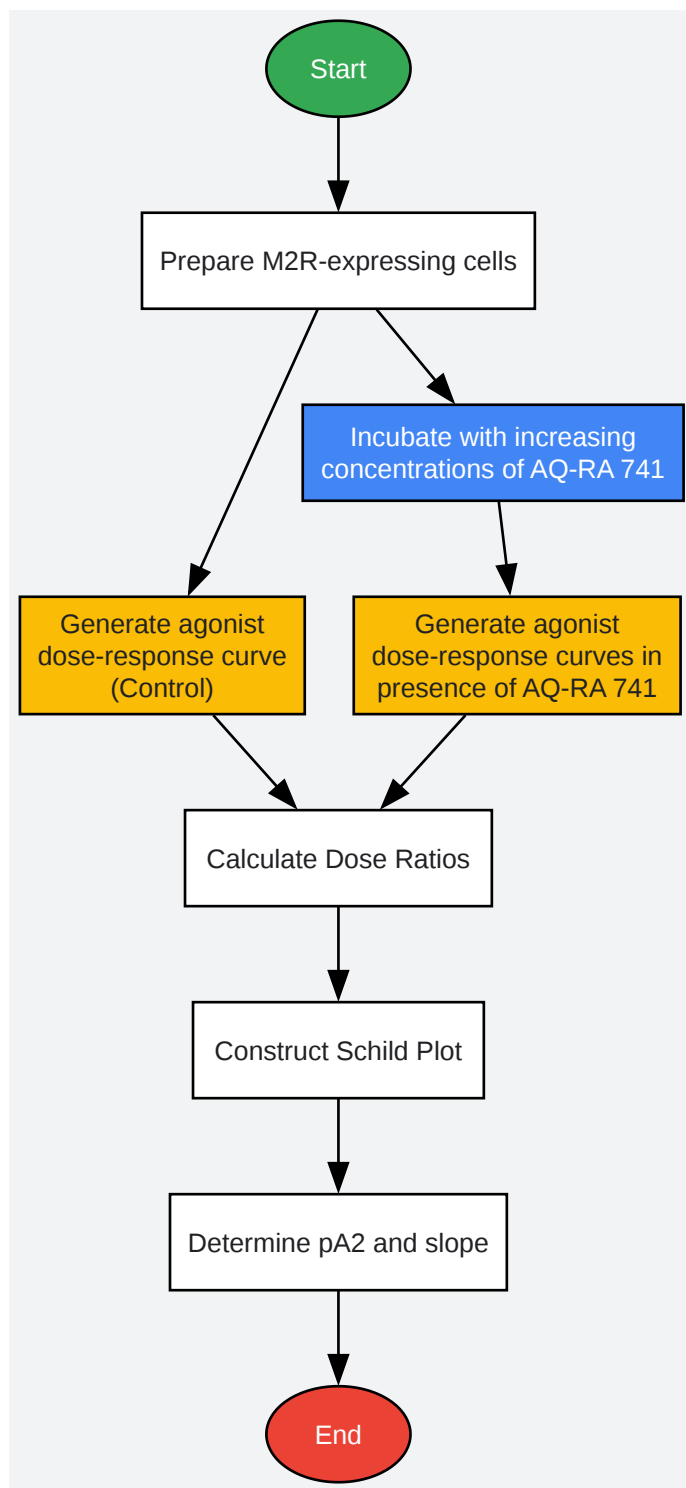 Start
Prepare M2R-expressing cells
Incubate with increasing
concentrations of AQ-RA 741
Generate agonist
dose-response curve
(Control)
Generate agonist
dose-response curves in
presence of AQ-RA 741
Calculate Dose Ratios
Construct Schild Plot
Determine pA2 and slope
End